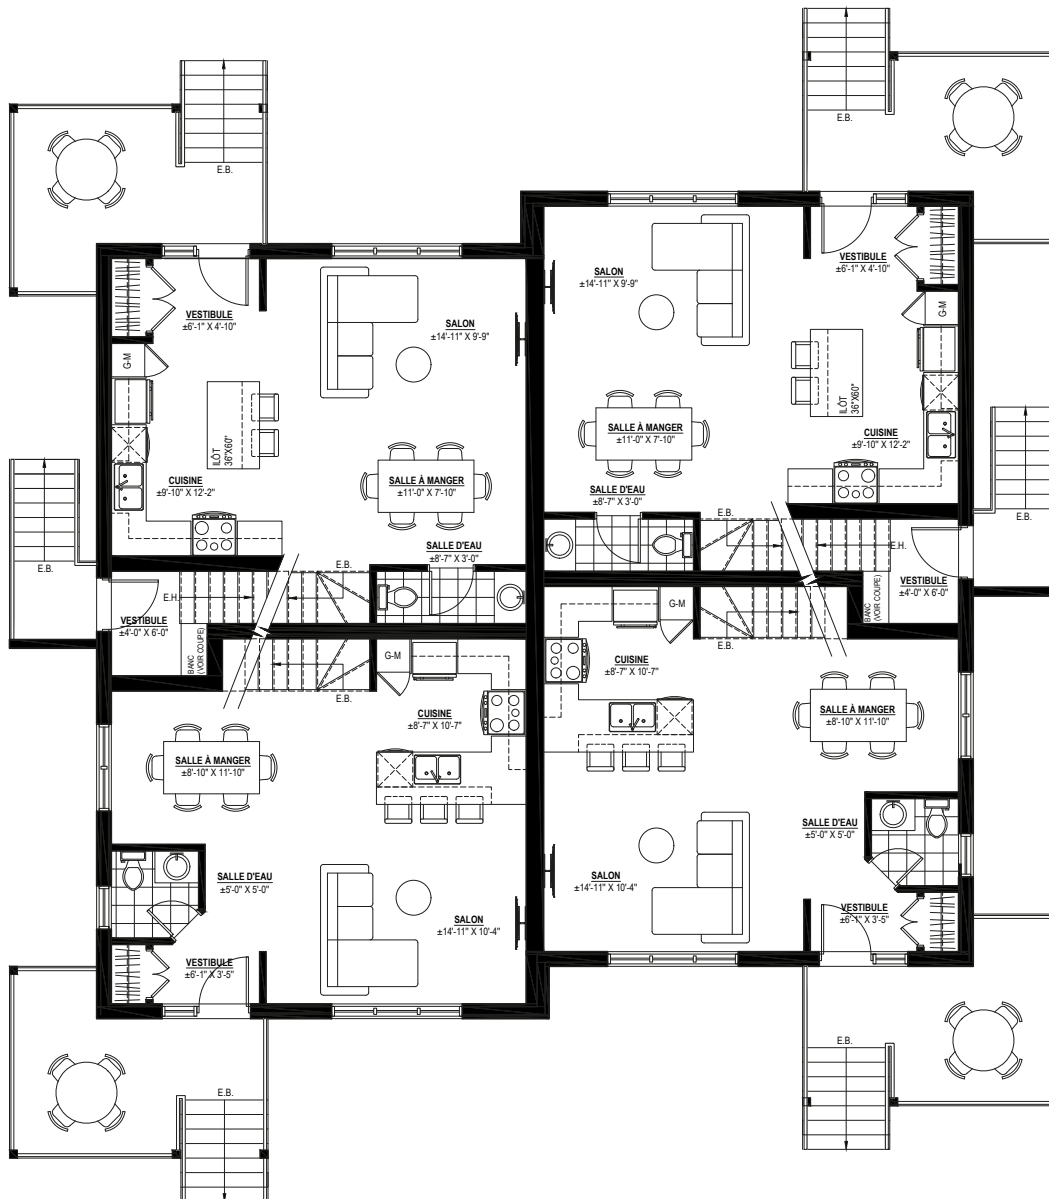 E.B.
E.B.
VESTIBULE
±6'-1" X 4'-10"
SALON
±14'-11" X 9'-9"
G-M
ILÔT
36"X60"
CUISINE
±9'-10" X 12'-2"
SALLE À MANGER
±11'-0" X 7'-10"
SALLE D'EAU
±8'-7" X 3'-0"
SALON
±14'-11" X 9'-9"
VESTIBULE
±6'-1" X 4'-10"
G-M
ILÔT
36"X60"
SALLE À MANGER
±11'-0" X 7'-10"
CUISINE
±9'-10" X 12'-2"
SALLE D'EAU
±8'-7" X 3'-0"
E.B.
E.H.
E.B.
VESTIBULE
±4'-0" X 6'-0"
BANC
(VOIR COUPE)
E.B.
E.H.
E.B.
VESTIBULE
±4'-0" X 6'-0"
BANC
(VOIR COUPE)
E.B.
G-M
CUISINE
±8'-7" X 10'-7"
E.B.
SALLE À MANGER
±8'-10" X 11'-10"
SALLE D'EAU
±5'-0" X 5'-0"
SALON
±14'-11" X 10'-4"
VESTIBULE
±6'-1" X 3'-5"
G-M
CUISINE
±8'-7" X 10'-7"
E.B.
SALLE À MANGER
±8'-10" X 11'-10"
SALLE D'EAU
±5'-0" X 5'-0"
SALON
±14'-11" X 10'-4"
VESTIBULE
±6'-1" X 3'-5"
E.B.
E.B.